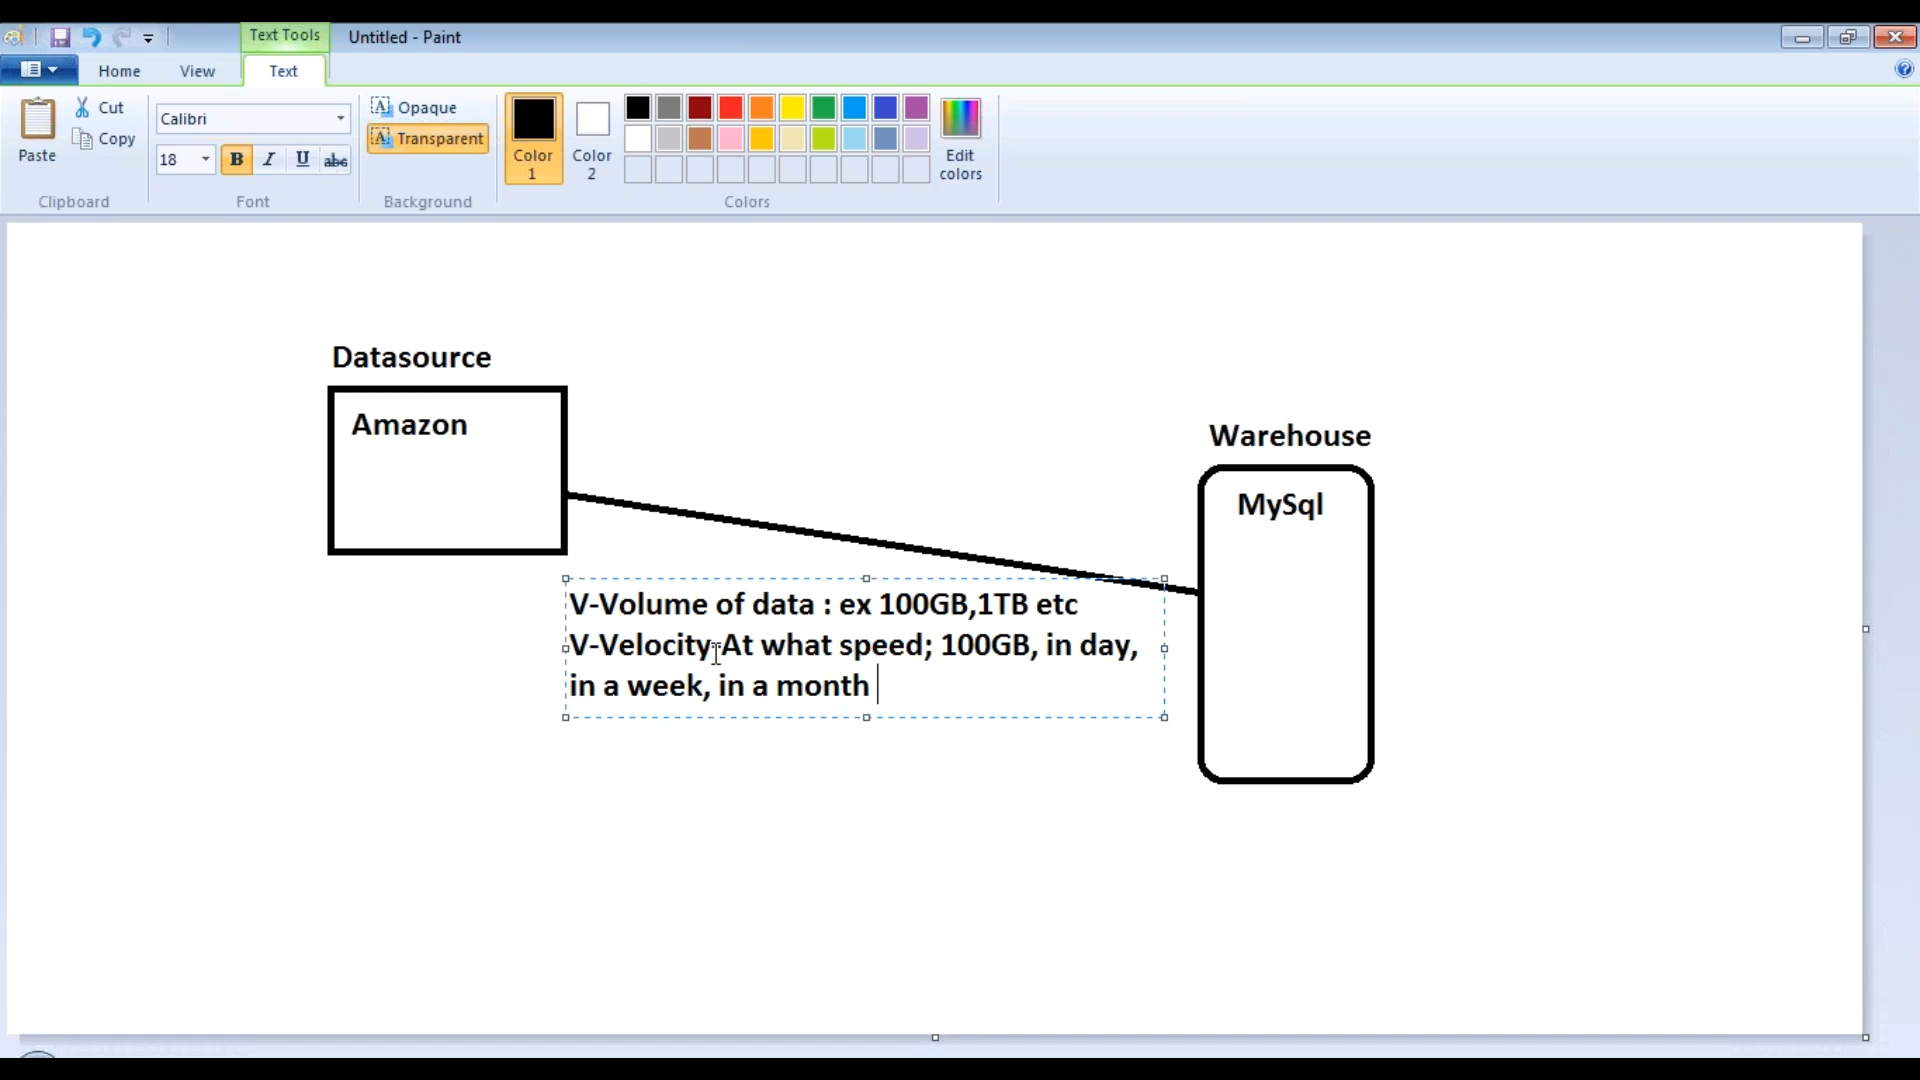 Text Tools
Untitled - Paint
Home
View
Text
Paste
Cut
Copy
Clipboard
Calibri
18
B
I
U
abc
Font
Opaque
Transparent
Background
Color
1
Color
2
Edit
colors
Colors
Datasource
Amazon
Warehouse
MySql
V-Volume of data : ex 100GB,1TB etc
V-Velocity-At what speed; 100GB, in day,
in a week, in a month